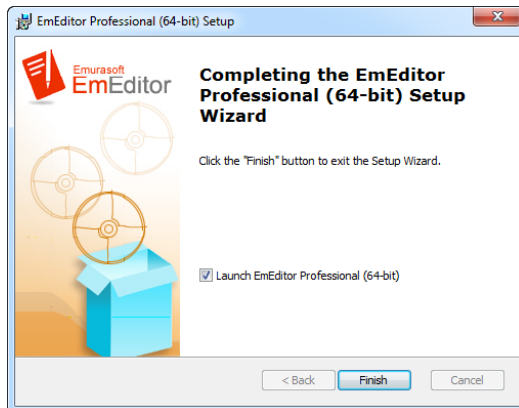 EmEditor Professional (64-bit) Setup
Emurasoft
EmEditor
Completing the EmEditor
Professional (64-bit) Setup
Wizard
Click the "Finish" button to exit the Setup Wizard.
Launch EmEditor Professional (64-bit)
< Back
Finish
Cancel